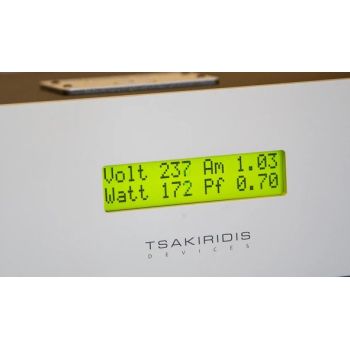 Volt 237 Am 1.03
Watt 172 Pf 0.70
TSAKIRIDIS
DEVICES